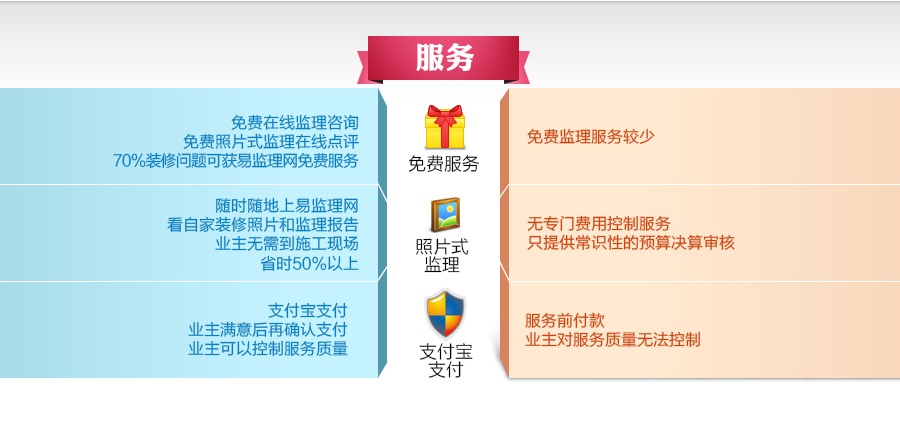 服务
免费在线监理咨询
免费照片式监理在线点评
70%装修问题可获易监理网免费服务
免费服务
免费监理服务较少
随时随地上易监理网
看自家装修照片和监理报告
业主无需到施工现场
省时50%以上
照片式
监理
无专门费用控制服务
只提供常识性的预算决算审核
支付宝支付
业主满意后再确认支付
业主可以控制服务质量
支付宝
支付
服务前付款
业主对服务质量无法控制